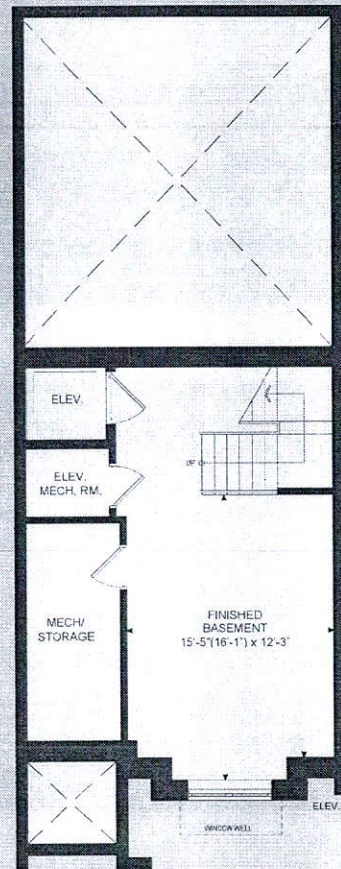 ELEV.
ELEV.
MECH. RM.
UP
MECH/
STORAGE
FINISHED
BASEMENT
15'-5"(16'-1") x 12'-3"
ELEV.
WINDOW WELL